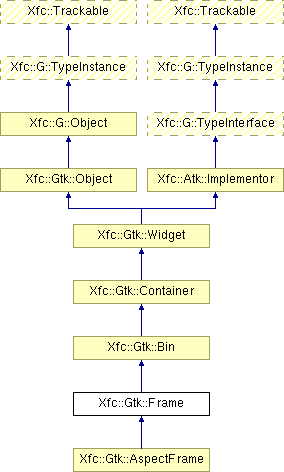 Xfc::Trackable Xfc::Trackable
Xfc::G::TypeInstance Xfc::G::TypeInstance
Xfc::G::Object Xfc::G::TypeInterface
Xfc::Gtk::Object Xfc::Atk::Implementor
Xfc::Gtk::Widget
Xfc::Gtk::Container
Xfc::Gtk::Bin
Xfc::Gtk::Frame
Xfc::Gtk::AspectFrame